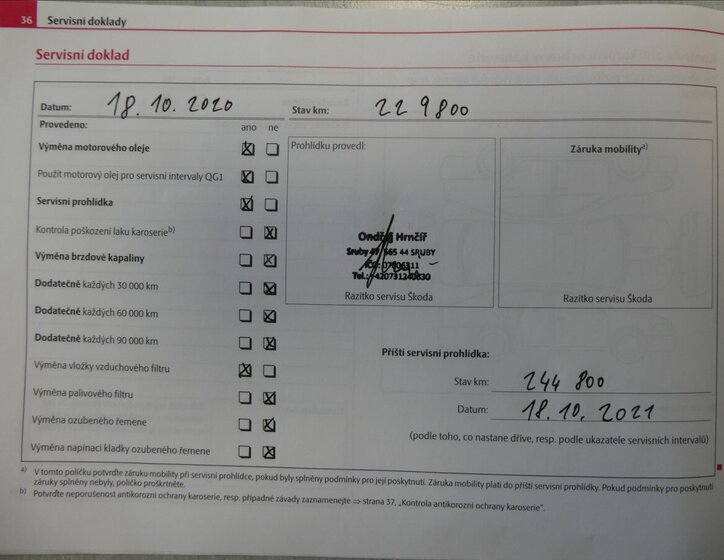 36 Servisní doklady
Servisní doklad
Datum: 18. 10. 2020 Stav km: 229800
Provedeno: ano ne
Výměna motorového oleje
Použit motorový olej pro servisní intervaly QG1
Servisní prohlídka
Kontrola poškození laku karoserie b)
Výměna brzdové kapaliny
Dodatečně každých 30 000 km
Dodatečně každých 60 000 km
Dodatečně každých 90 000 km
Výměna vložky vzduchového filtru
Výměna palivového filtru
Výměna ozubeného řemene
Výměna napínací kladky ozubeného řemene
Prohlídku provedl:
Ondřej Hrnčíř
Sruby 565 44 SRUBY
IČO:
Tel.:
Razítko servisu Škoda
Záruka mobility a)
Razítko servisu Škoda
Příští servisní prohlídka:
Stav km: 244 800
Datum: 18. 10. 2021
(podle toho, co nastane dříve, resp. podle ukazatele servisních intervalů)
a) V tomto políčku potvrďte záruku mobility při servisní prohlídce, pokud byly splněny podmínky pro její poskytnutí. Záruka mobility platí do příští servisní prohlídky. Pokud podmínky pro poskytnutí
záruky splněny nebyly, políčko proškrtněte.
b) Potvrďte neporušenost antikorozní ochrany karoserie, resp. případné závady zaznamenejte ⇒ strana 37, „Kontrola antikorozní ochrany karoserie".